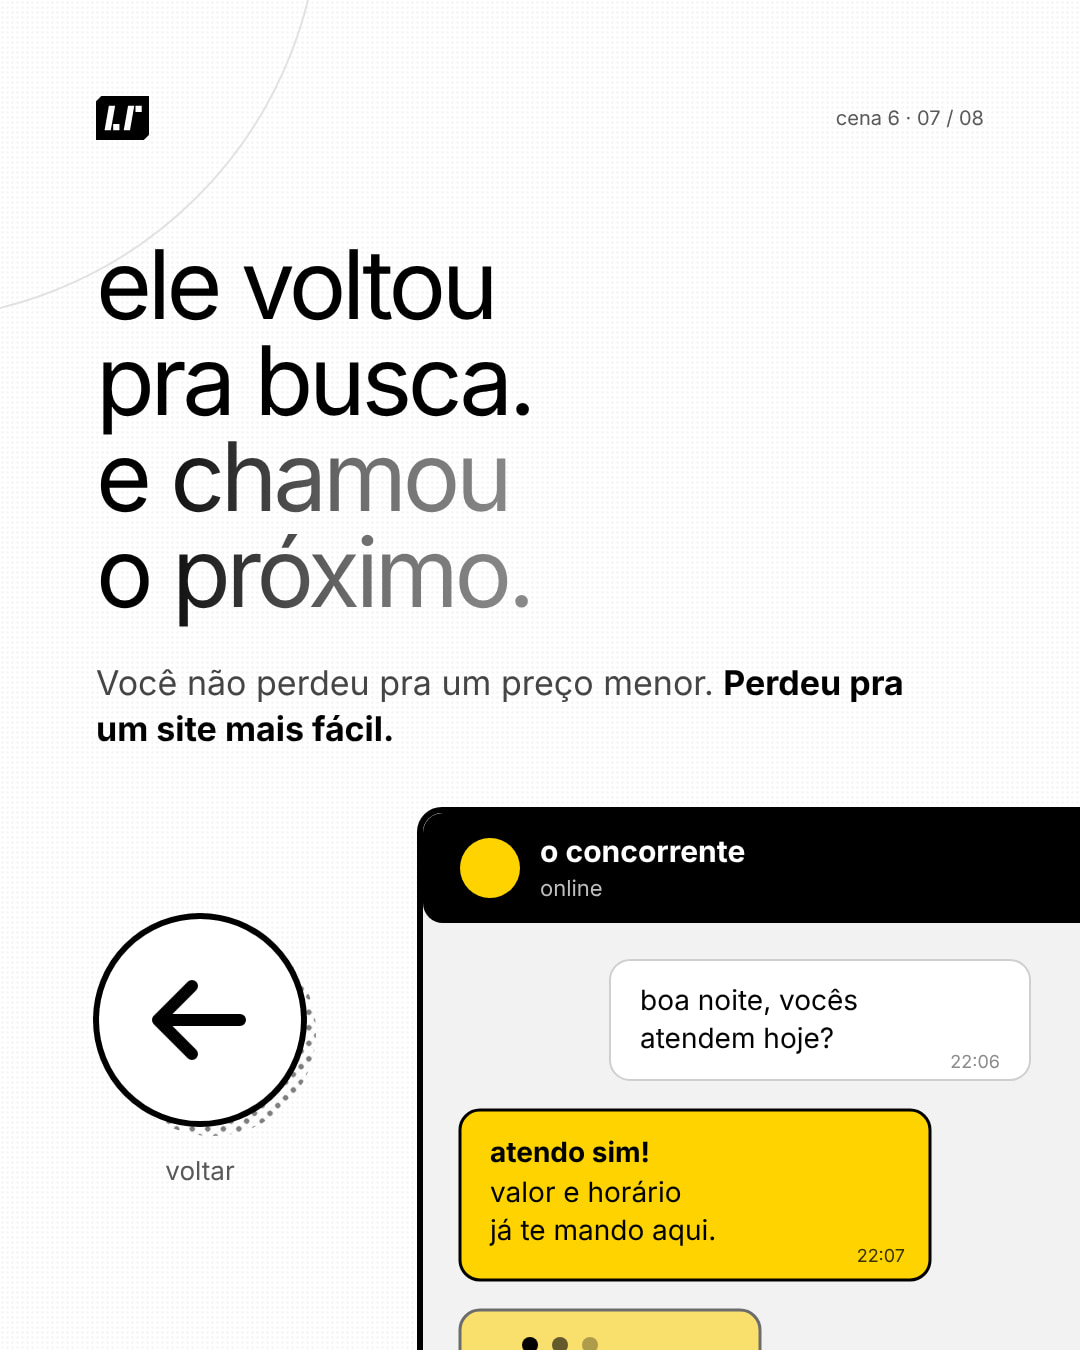 cena 6 · 07 / 08
ele voltou
pra busca.
e chamou
o próximo.
Você não perdeu pra um preço menor. Perdeu pra
um site mais fácil.
o concorrente
online
boa noite, vocês
atendem hoje?
22:06
atendo sim!
valor e horário
já te mando aqui.
22:07
voltar